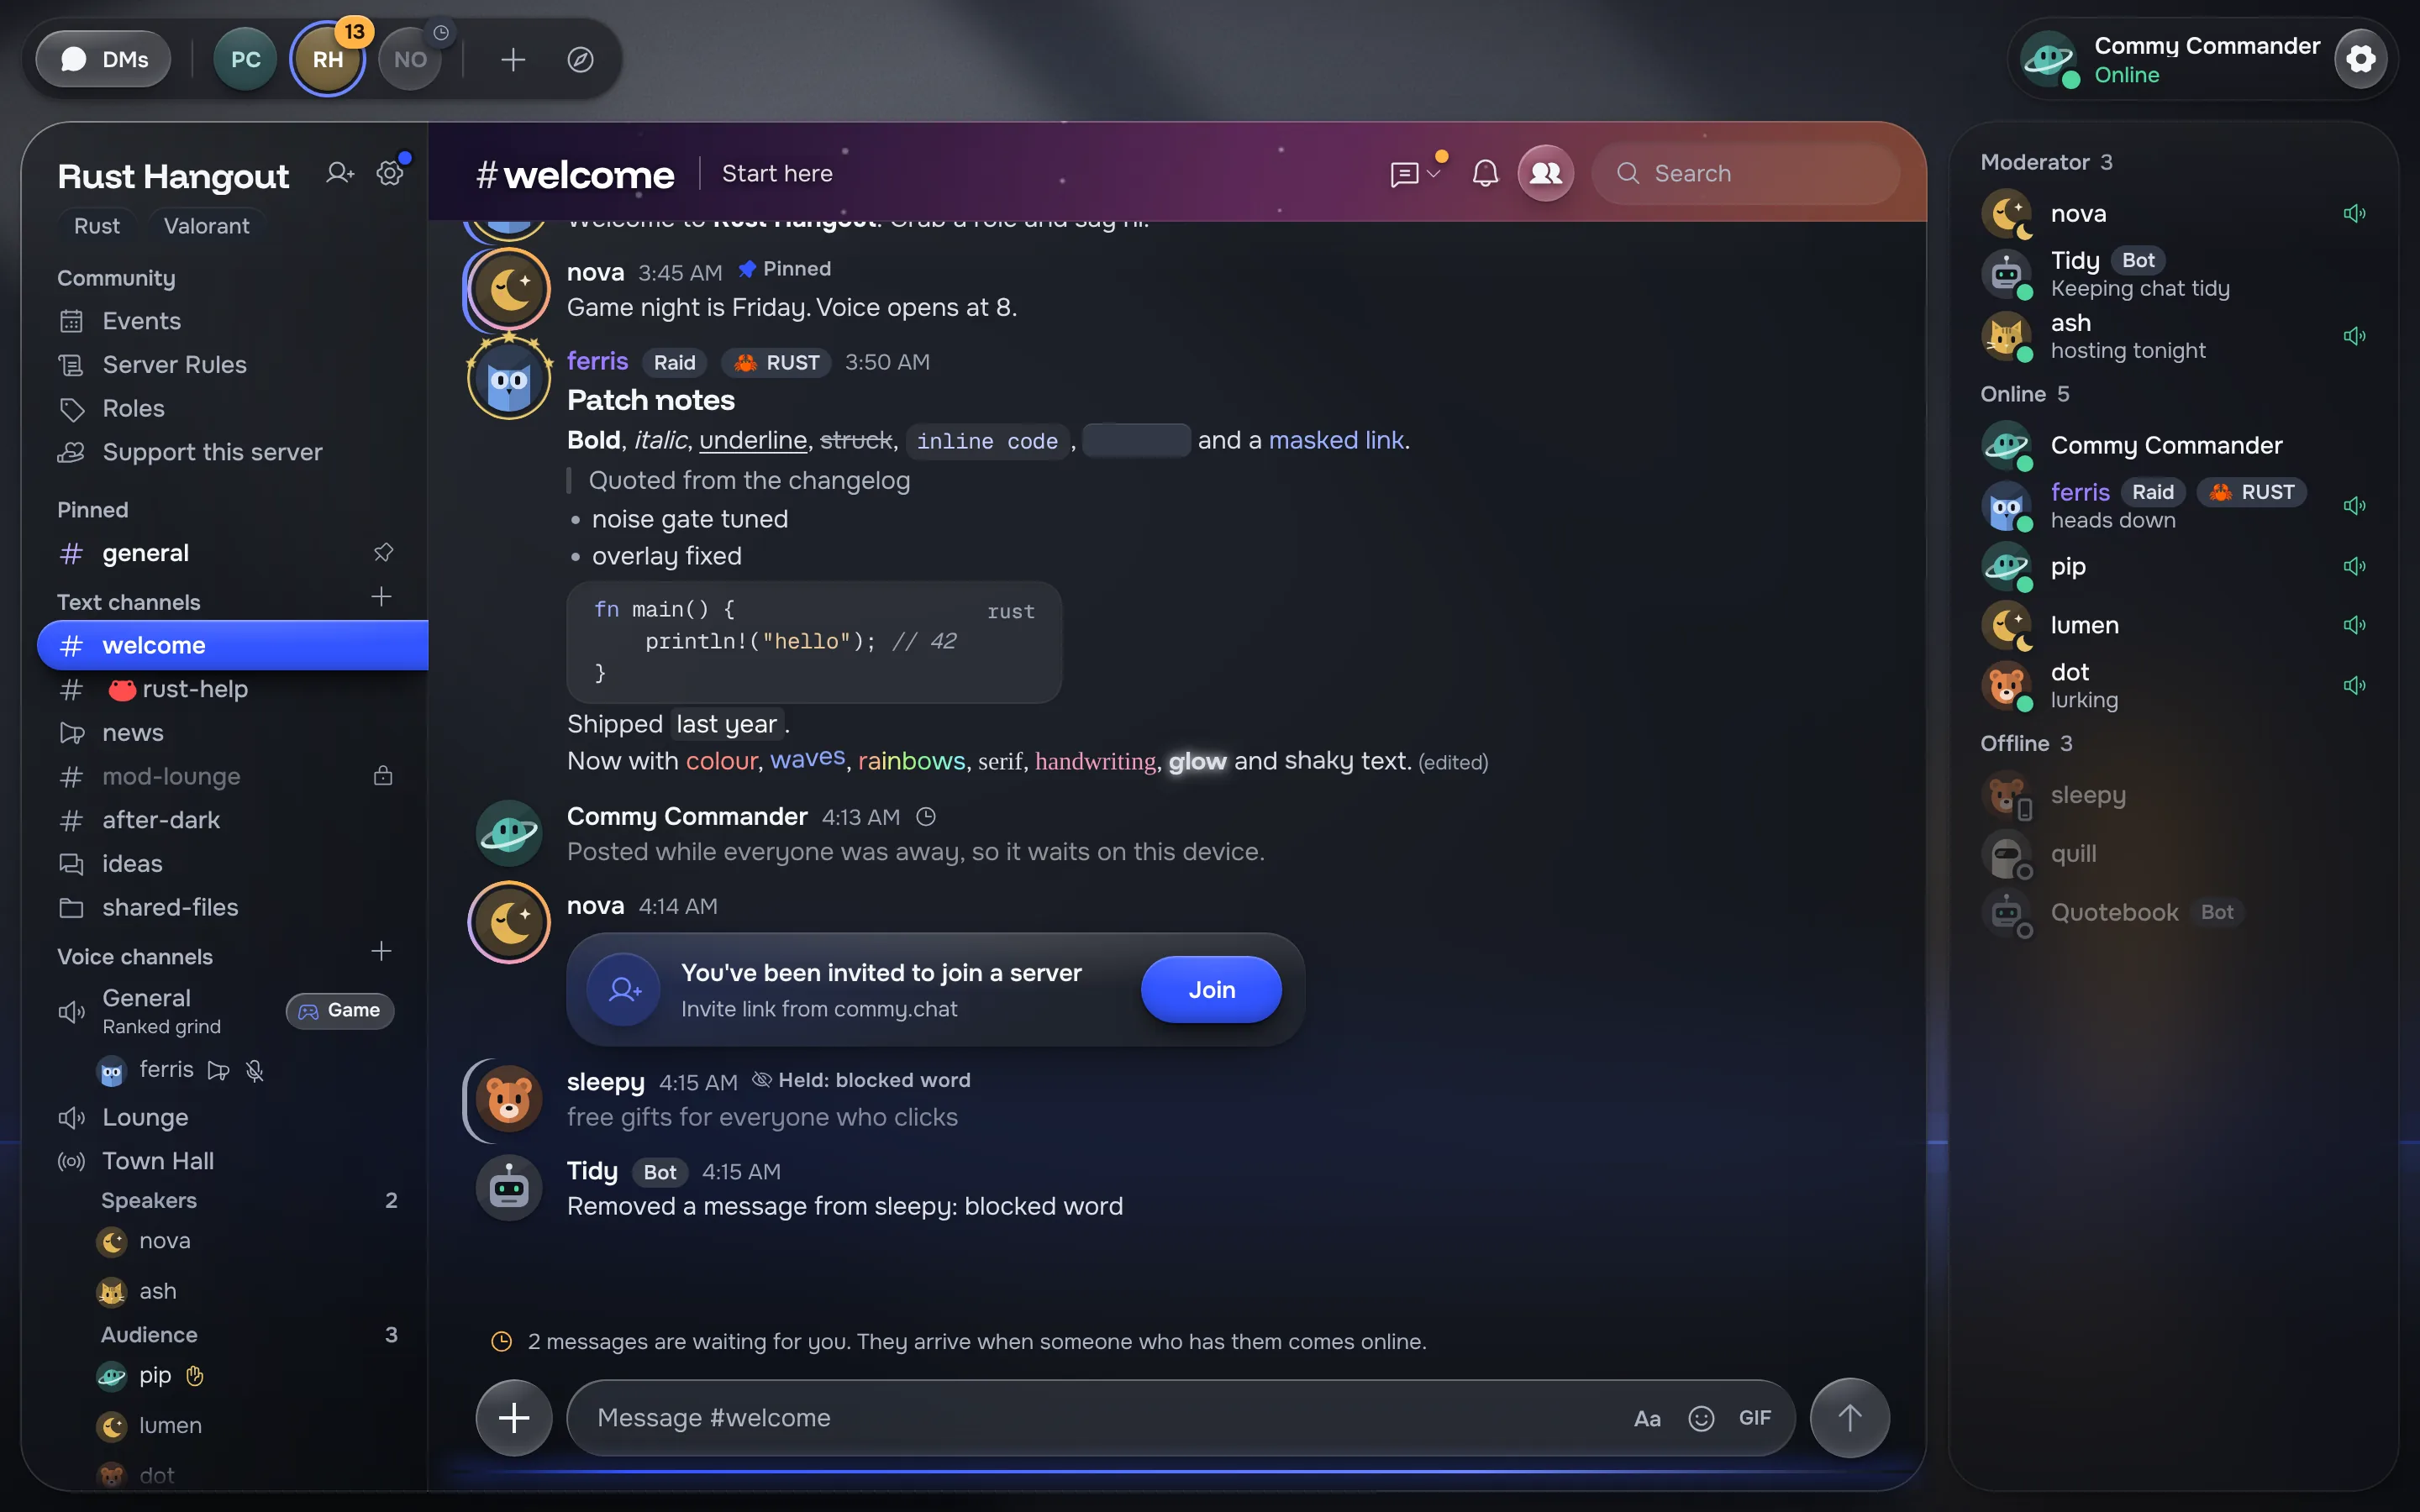 DMs
PC
RH
13
NO
Commy Commander
Online
Rust Hangout
Rust
Valorant
Community
Events
Server Rules
Roles
Support this server
Pinned
# general
Text channels
# welcome
# rust-help
news
# mod-lounge
# after-dark
ideas
shared-files
Voice channels
General
Ranked grind
Game
ferris
Lounge
Town Hall
Speakers 2
nova
ash
Audience 3
pip
lumen
dot
# welcome
Start here
Search
Welcome to Rust Hangout. Grab a role and say hi.
nova 3:45 AM Pinned
Game night is Friday. Voice opens at 8.
ferris Raid RUST 3:50 AM
Patch notes
Bold, italic, underline, struck, inline code, and a masked link.
Quoted from the changelog
• noise gate tuned
• overlay fixed
rust
fn main() {
println!("hello"); // 42
}
Shipped last year.
Now with colour, waves, rainbows, serif, handwriting, glow and shaky text. (edited)
Commy Commander 4:13 AM
Posted while everyone was away, so it waits on this device.
nova 4:14 AM
You've been invited to join a server
Invite link from commy.chat
Join
sleepy 4:15 AM Held: blocked word
free gifts for everyone who clicks
Tidy Bot 4:15 AM
Removed a message from sleepy: blocked word
2 messages are waiting for you. They arrive when someone who has them comes online.
Message #welcome
Aa
GIF
Moderator 3
nova
Tidy Bot
Keeping chat tidy
ash
hosting tonight
Online 5
Commy Commander
ferris Raid RUST
heads down
pip
lumen
dot
lurking
Offline 3
sleepy
quill
Quotebook Bot